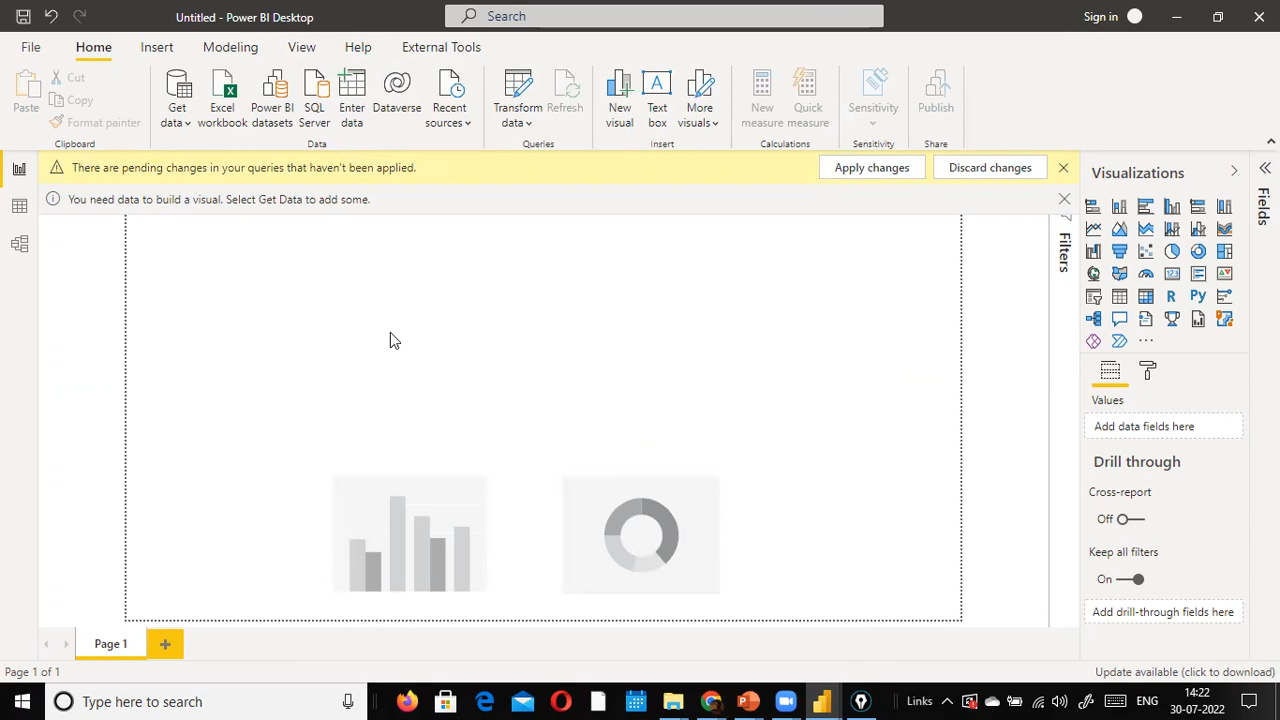 Untitled - Power BI Desktop
Search
Sign in
File
Home
Insert
Modeling
View
Help
External Tools
Paste
Cut
Copy
Format painter
Clipboard
Get data
Excel workbook
Power BI datasets
SQL Server
Enter data
Dataverse
Recent sources
Data
Transform data
Refresh
Queries
New visual
A
Text box
More visuals
Insert
New measure
Quick measure
Calculations
Sensitivity
Sensitivity
Publish
Share
There are pending changes in your queries that haven't been applied.
Apply changes
Discard changes
You need data to build a visual. Select Get Data to add some.
Filters
Visualizations
Fields
123
R
Py
Values
Add data fields here
Drill through
Cross-report
Off
Keep all filters
On
Add drill-through fields here
Page 1
Page 1 of 1
Update available (click to download)
Type here to search
Links
ENG
14:22
30-07-2022